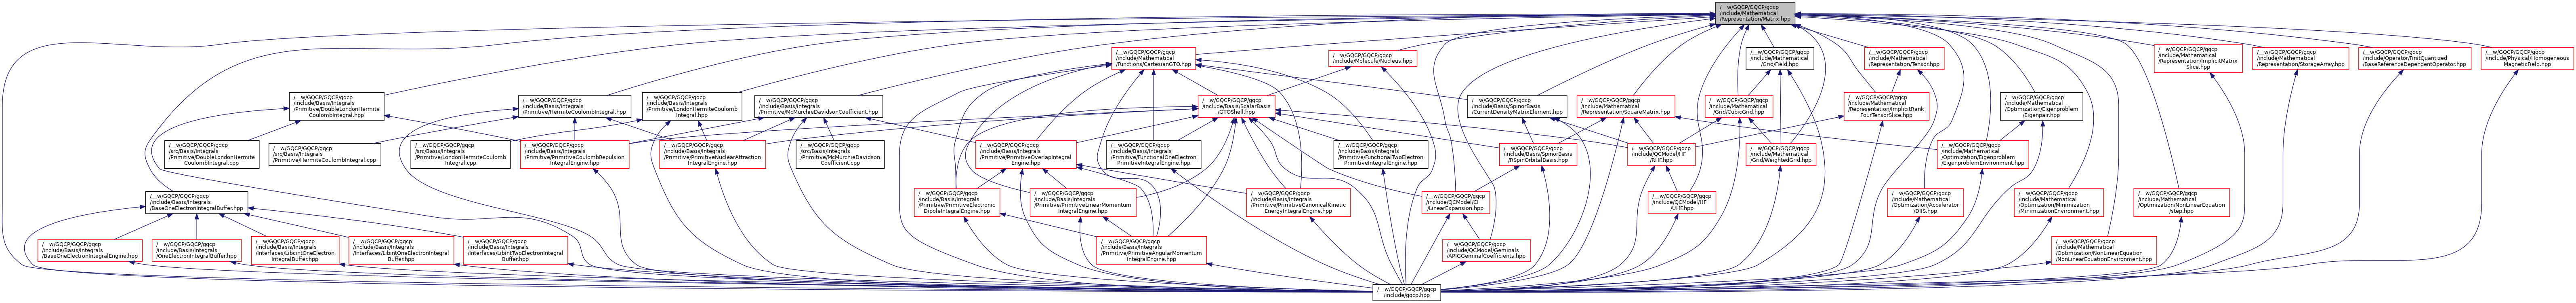 /__w/GQCP/GQCP/gqcp
/include/Mathematical
/Representation/Matrix.hpp
/__w/GQCP/GQCP/gqcp
/include/Mathematical
/Functions/CartesianGTO.hpp
/__w/GQCP/GQCP/gqcp
/include/Molecule/Nucleus.hpp
/__w/GQCP/GQCP/gqcp
/include/Mathematical
/Grid/Field.hpp
/__w/GQCP/GQCP/gqcp
/include/Mathematical
/Representation/Tensor.hpp
/__w/GQCP/GQCP/gqcp
/include/Mathematical
/Representation/ImplicitMatrix
Slice.hpp
/__w/GQCP/GQCP/gqcp
/include/Mathematical
/Representation/StorageArray.hpp
/__w/GQCP/GQCP/gqcp
/include/Operator/FirstQuantized
/BaseReferenceDependentOperator.hpp
/__w/GQCP/GQCP/gqcp
/include/Physical/Homogeneous
MagneticField.hpp
/__w/GQCP/GQCP/gqcp
/include/Basis/Integrals
/Primitive/DoubleLondonHermite
CoulombIntegral.hpp
/__w/GQCP/GQCP/gqcp
/include/Basis/Integrals
/Primitive/HermiteCoulombIntegral.hpp
/__w/GQCP/GQCP/gqcp
/include/Basis/Integrals
/Primitive/LondonHermiteCoulomb
Integral.hpp
/__w/GQCP/GQCP/gqcp
/include/Basis/Integrals
/Primitive/McMurchieDavidsonCoefficient.hpp
/__w/GQCP/GQCP/gqcp
/include/Basis/ScalarBasis
/GTOShell.hpp
/__w/GQCP/GQCP/gqcp
/include/Basis/SpinorBasis
/CurrentDensityMatrixElement.hpp
/__w/GQCP/GQCP/gqcp
/include/Mathematical
/Representation/SquareMatrix.hpp
/__w/GQCP/GQCP/gqcp
/include/Mathematical
/Grid/CubicGrid.hpp
/__w/GQCP/GQCP/gqcp
/include/Mathematical
/Representation/ImplicitRank
FourTensorSlice.hpp
/__w/GQCP/GQCP/gqcp
/include/Mathematical
/Optimization/Eigenproblem
/Eigenpair.hpp
/__w/GQCP/GQCP/gqcp
/src/Basis/Integrals
/Primitive/DoubleLondonHermite
CoulombIntegral.cpp
/__w/GQCP/GQCP/gqcp
/src/Basis/Integrals
/Primitive/HermiteCoulombIntegral.cpp
/__w/GQCP/GQCP/gqcp
/src/Basis/Integrals
/Primitive/LondonHermiteCoulomb
Integral.cpp
/__w/GQCP/GQCP/gqcp
/include/Basis/Integrals
/Primitive/PrimitiveCoulombRepulsion
IntegralEngine.hpp
/__w/GQCP/GQCP/gqcp
/include/Basis/Integrals
/Primitive/PrimitiveNuclearAttraction
IntegralEngine.hpp
/__w/GQCP/GQCP/gqcp
/src/Basis/Integrals
/Primitive/McMurchieDavidson
Coefficient.cpp
/__w/GQCP/GQCP/gqcp
/include/Basis/Integrals
/Primitive/PrimitiveOverlapIntegral
Engine.hpp
/__w/GQCP/GQCP/gqcp
/include/Basis/Integrals
/Primitive/FunctionalOneElectron
PrimitiveIntegralEngine.hpp
/__w/GQCP/GQCP/gqcp
/include/Basis/Integrals
/Primitive/FunctionalTwoElectron
PrimitiveIntegralEngine.hpp
/__w/GQCP/GQCP/gqcp
/include/Basis/SpinorBasis
/RSpinOrbitalBasis.hpp
/__w/GQCP/GQCP/gqcp
/include/QCModel/HF
/RHF.hpp
/__w/GQCP/GQCP/gqcp
/include/Mathematical
/Grid/WeightedGrid.hpp
/__w/GQCP/GQCP/gqcp
/include/Mathematical
/Optimization/Eigenproblem
/EigenproblemEnvironment.hpp
/__w/GQCP/GQCP/gqcp
/include/Basis/Integrals
/BaseOneElectronIntegralBuffer.hpp
/__w/GQCP/GQCP/gqcp
/include/Basis/Integrals
/Primitive/PrimitiveElectronic
DipoleIntegralEngine.hpp
/__w/GQCP/GQCP/gqcp
/include/Basis/Integrals
/Primitive/PrimitiveLinearMomentum
IntegralEngine.hpp
/__w/GQCP/GQCP/gqcp
/include/Basis/Integrals
/Primitive/PrimitiveCanonicalKinetic
EnergyIntegralEngine.hpp
/__w/GQCP/GQCP/gqcp
/include/QCModel/CI
/LinearExpansion.hpp
/__w/GQCP/GQCP/gqcp
/include/QCModel/HF
/UHF.hpp
/__w/GQCP/GQCP/gqcp
/include/Mathematical
/Optimization/Accelerator
/DIIS.hpp
/__w/GQCP/GQCP/gqcp
/include/Mathematical
/Optimization/Minimization
/MinimizationEnvironment.hpp
/__w/GQCP/GQCP/gqcp
/include/Mathematical
/Optimization/NonLinearEquation
/step.hpp
/__w/GQCP/GQCP/gqcp
/include/Basis/Integrals
/BaseOneElectronIntegralEngine.hpp
/__w/GQCP/GQCP/gqcp
/include/Basis/Integrals
/OneElectronIntegralBuffer.hpp
/__w/GQCP/GQCP/gqcp
/include/Basis/Integrals
/Interfaces/LibcintOneElectron
IntegralBuffer.hpp
/__w/GQCP/GQCP/gqcp
/include/Basis/Integrals
/Interfaces/LibintOneElectronIntegral
Buffer.hpp
/__w/GQCP/GQCP/gqcp
/include/Basis/Integrals
/Interfaces/LibintTwoElectronIntegral
Buffer.hpp
/__w/GQCP/GQCP/gqcp
/include/Basis/Integrals
/Primitive/PrimitiveAngularMomentum
IntegralEngine.hpp
/__w/GQCP/GQCP/gqcp
/include/QCModel/Geminals
/APIGGeminalCoefficients.hpp
/__w/GQCP/GQCP/gqcp
/include/Mathematical
/Optimization/NonLinearEquation
/NonLinearEquationEnvironment.hpp
/__w/GQCP/GQCP/gqcp
/include/gqcp.hpp